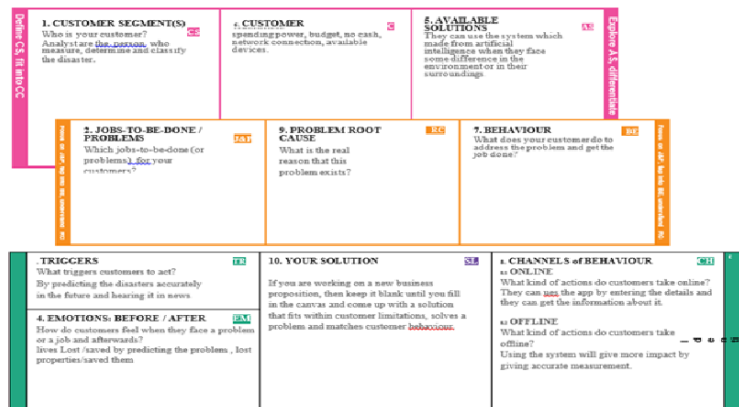 Define CS, fit into CC
1. CUSTOMER SEGMENT(S)
CS
Who is your customer?
Analyst are the person who
measure, determine and classify
the disaster.
CUSTOMER
C
spending power, budget, no cash,
network connection, available
devices.
5. AVAILABLE
SOLUTIONS
AS
They can use the system which
made from artificial
intelligence when they face
some difference in the
environment or in their
surroundings
Explore AS, differentiate
2. JOBS-TO-BE-DONE /
PROBLEMS
J&P
Which jobs-to-be-done (or
problems) for your
customers?
9. PROBLEM ROOT
CAUSE
RC
What is the real
reason that this
problem exists?
7. BEHAVIOUR
BE
What does your customer do to
address the problem and get the
job done?
.TRIGGERS
TR
What triggers customers to act?
By predicting the disasters accurately
in the future and hearing it in news
4. EMOTIONS: BEFORE / AFTER
EM
How do customers feel when they face a problem
or a job and afterwards?
lives Lost /saved by predicting the problem , lost
properties/saved them
10. YOUR SOLUTION
SL
If you are working on a new business
proposition, then keep it blank until you fill
in the canvas and come up with a solution
that fits within customer limitations, solves a
problem and matches customer behaviour.
8. CHANNELS of BEHAVIOUR
CH
8.1 ONLINE
What kind of actions do customers take online?
They can uses the app by entering the details and
they can get the information about it.
8.2 OFFLINE
What kind of actions do customers take
offline?
Using the system will give more impact by
giving accurate measurement.